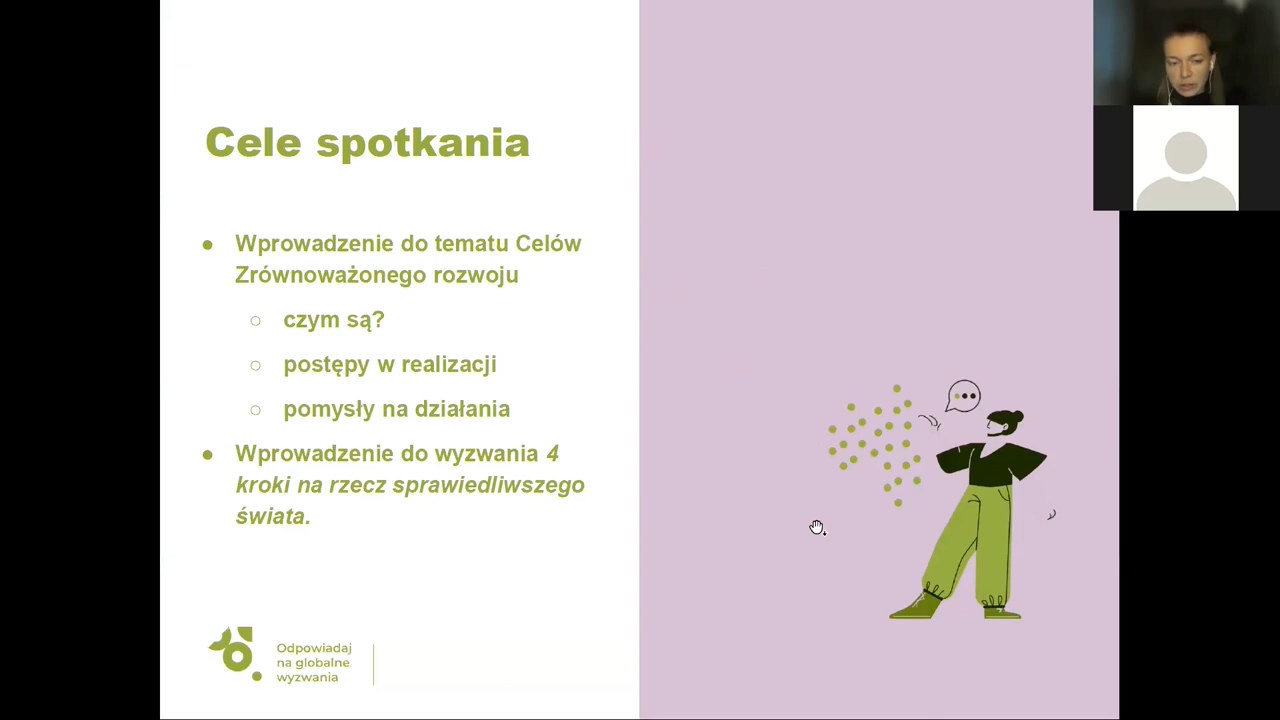 Cele spotkania
● Wprowadzenie do tematu Celów
Zrównoważonego rozwoju
○ czym są?
○ postępy w realizacji
○ pomysły na działania
● Wprowadzenie do wyzwania 4
kroki na rzecz sprawiedliwszego
świata.
Odpowiadaj
na globalne
wyzwania